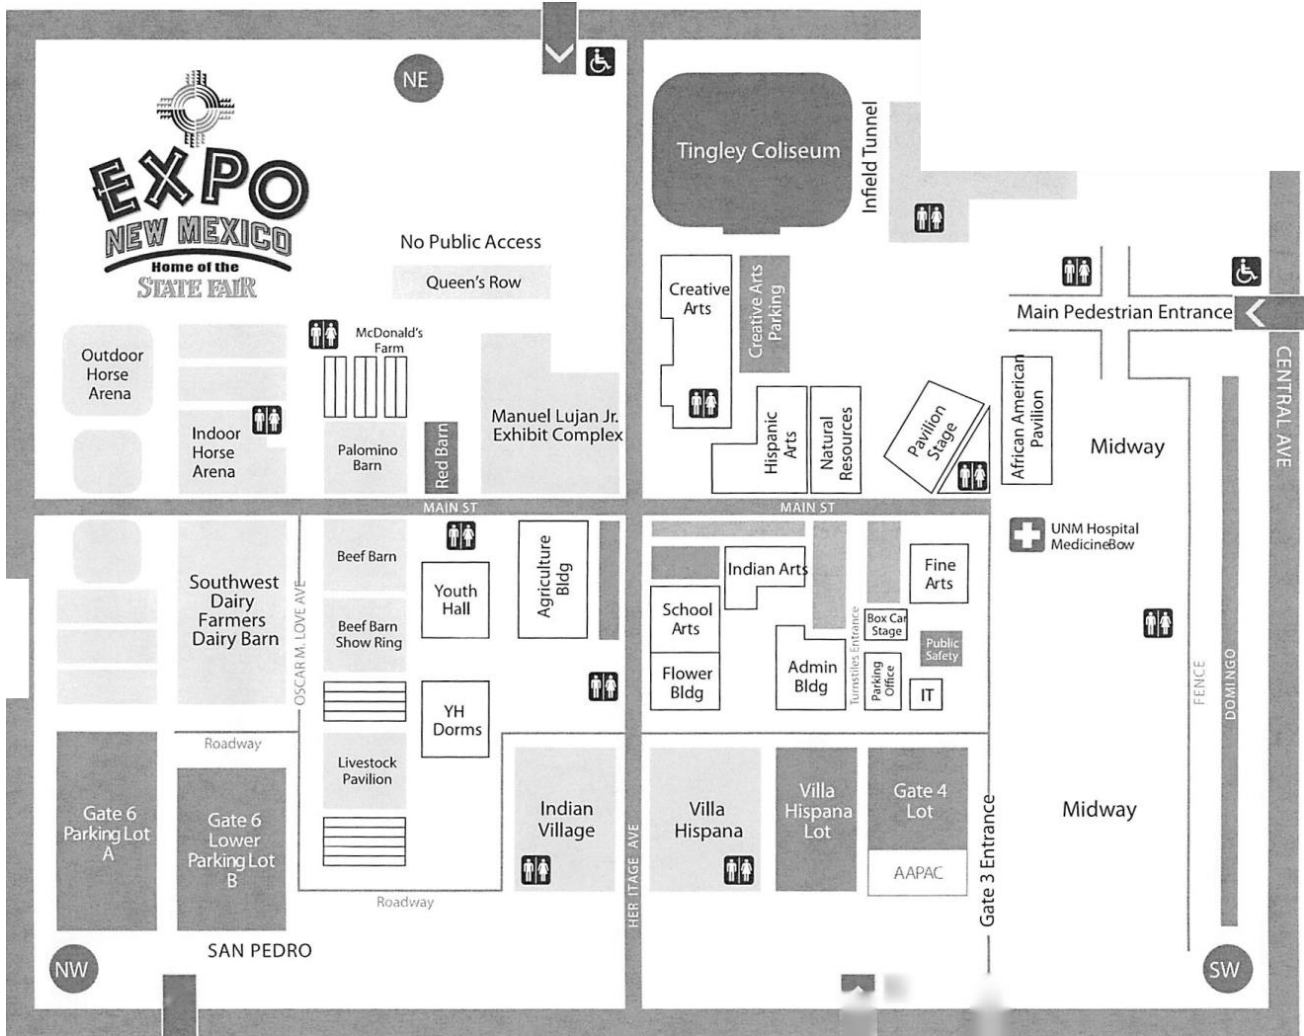 NE
EXPO
NEW MEXICO
Home of the
STATE FAIR
No Public Access
Queen's Row
Tingley Coliseum
Infield Tunnel
Creative
Arts
Creative Arts
Parking
Main Pedestrian Entrance
CENTRAL AVE
Outdoor
Horse
Arena
Indoor
Horse
Arena
McDonald's
Farm
Palomino
Barn
Red Barn
Manuel Lujan Jr.
Exhibit Complex
Hispanic
Arts
Natural
Resources
Pavilion
Stage
African American
Pavilion
Midway
MAIN ST
MAIN ST
UNM Hospital
MedicineBow
Southwest
Dairy
Farmers
Dairy Barn
OSCAR M. LOVE AVE
Beef Barn
Beef Barn
Show Ring
Youth
Hall
Agriculture
Bldg
YH
Dorms
Livestock
Pavilion
Indian Arts
School
Arts
Flower
Bldg
Admin
Bldg
Turnstiles Entrance
Box Car
Stage
Parking
Office
Fine
Arts
Public
Safety
IT
FENCE
DOMINGO
Roadway
Gate 6
Parking Lot
A
Gate 6
Lower
Parking Lot
B
Roadway
Indian
Village
HER ITAGE AVE
Villa
Hispana
Villa
Hispana
Lot
Gate 4
Lot
AAPAC
Gate 3 Entrance
Midway
SAN PEDRO
NW
SW